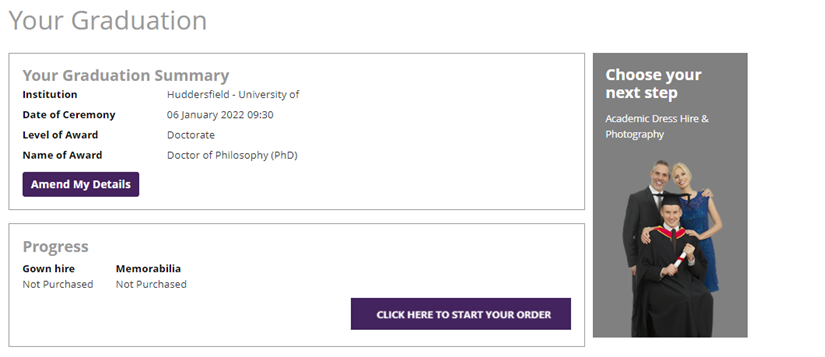 Your Graduation
Your Graduation Summary
Institution Huddersfield - University of
Date of Ceremony 06 January 2022 09:30
Level of Award Doctorate
Name of Award Doctor of Philosophy (PhD)
Amend My Details
Progress
Gown hire Memorabilia
Not Purchased Not Purchased
CLICK HERE TO START YOUR ORDER
Choose your
next step
Academic Dress Hire &
Photography